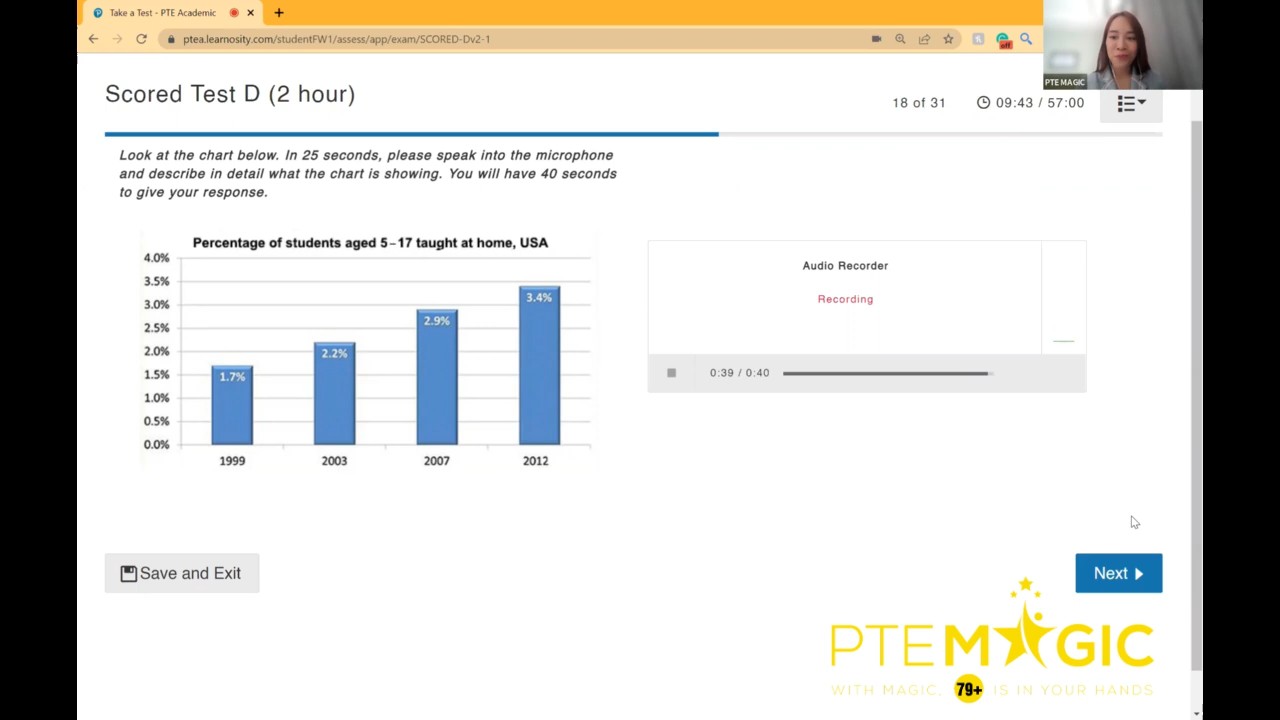 Take a Test - PTE Academic
ptea.learnosity.com/studentFW1/assess/app/exam/SCORED-Dv2-1
off
PTE MAGIC
Scored Test D (2 hour)
18 of 31
09:43 / 57:00
Look at the chart below. In 25 seconds, please speak into the microphone
and describe in detail what the chart is showing. You will have 40 seconds
to give your response.
Percentage of students aged 5–17 taught at home, USA
4.0%
3.5%
3.0%
2.5%
2.0%
1.5%
1.0%
0.5%
0.0%
1.7%
2.2%
2.9%
3.4%
1999 2003 2007 2012
Audio Recorder
Recording
0:39 / 0:40
Save and Exit
Next
PTEMAGIC
WITH MAGIC, 79+ IS IN YOUR HANDS